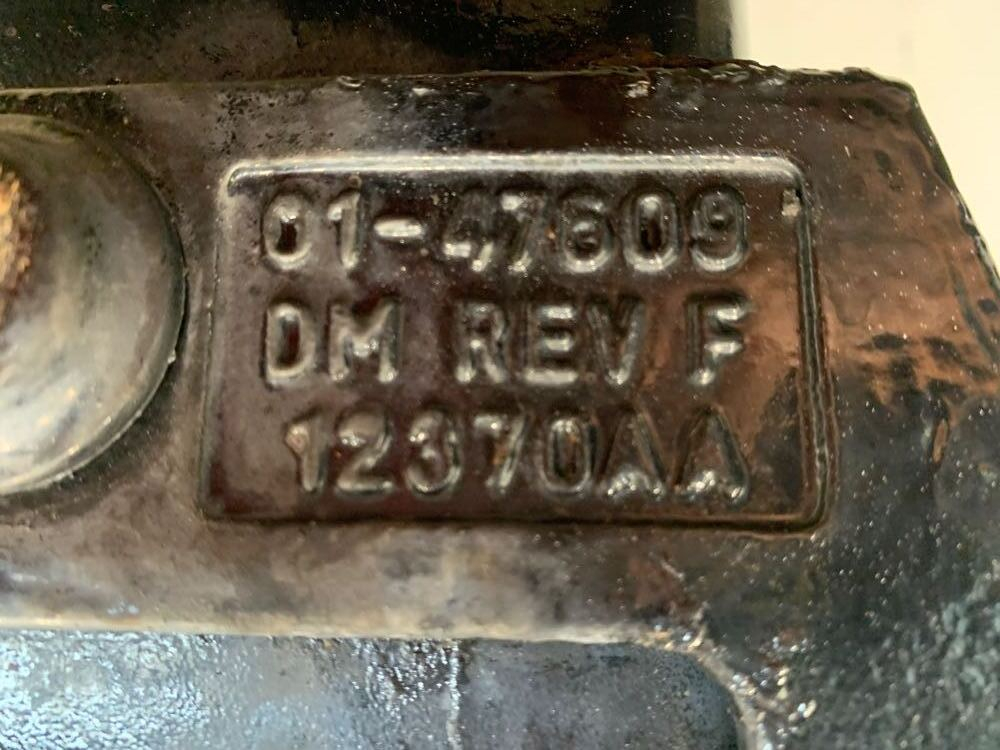 01-47609
DM REV F
12370AA